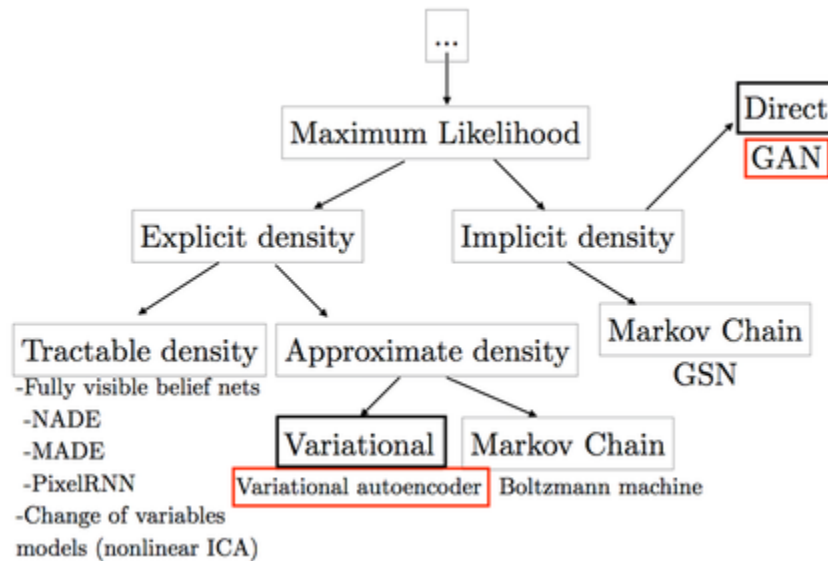 ...
Maximum Likelihood
Direct
GAN
Explicit density
Implicit density
Tractable density
-Fully visible belief nets
-NADE
-MADE
-PixelRNN
-Change of variables
models (nonlinear ICA)
Approximate density
Variational
Variational autoencoder
Markov Chain
Boltzmann machine
Markov Chain
GSN